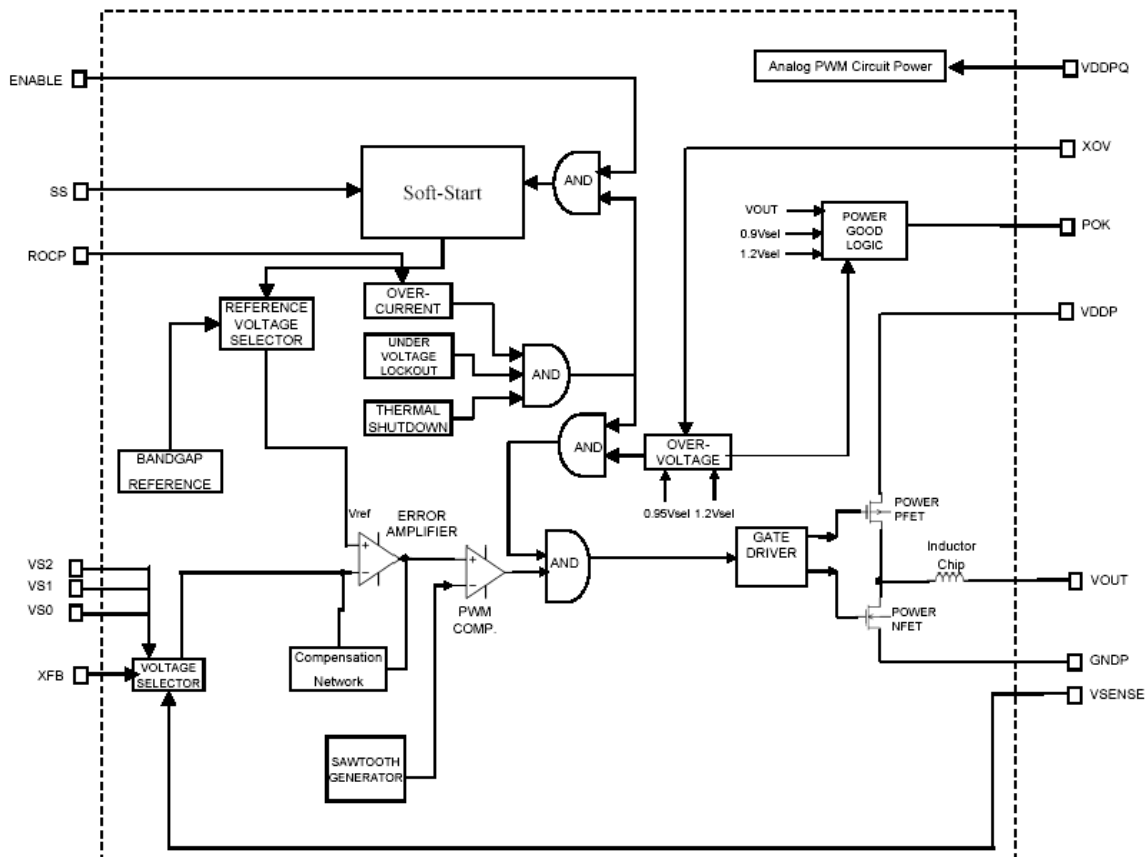 ENABLE
Analog PWM Circuit Power
VDDPQ
XOV
SS
Soft-Start
AND
VOUT
0.9Vsel
1.2Vsel
POWER
GOOD
LOGIC
POK
ROCP
OVER-
CURRENT
REFERENCE
VOLTAGE
SELECTOR
VDDP
UNDER
VOLTAGE
LOCKOUT
AND
THERMAL
SHUTDOWN
AND
OVER-
VOLTAGE
BANDGAP
REFERENCE
0.95Vsel
1.2Vsel
POWER
PFET
Vref
ERROR
AMPLIFIER
+
−
+
−
PWM
COMP.
AND
GATE
DRIVER
Inductor
Chip
VOUT
VS2
VS1
VS0
POWER
NFET
XFB
VOLTAGE
SELECTOR
Compensation
Network
GNDP
VSENSE
SAWTOOTH
GENERATOR